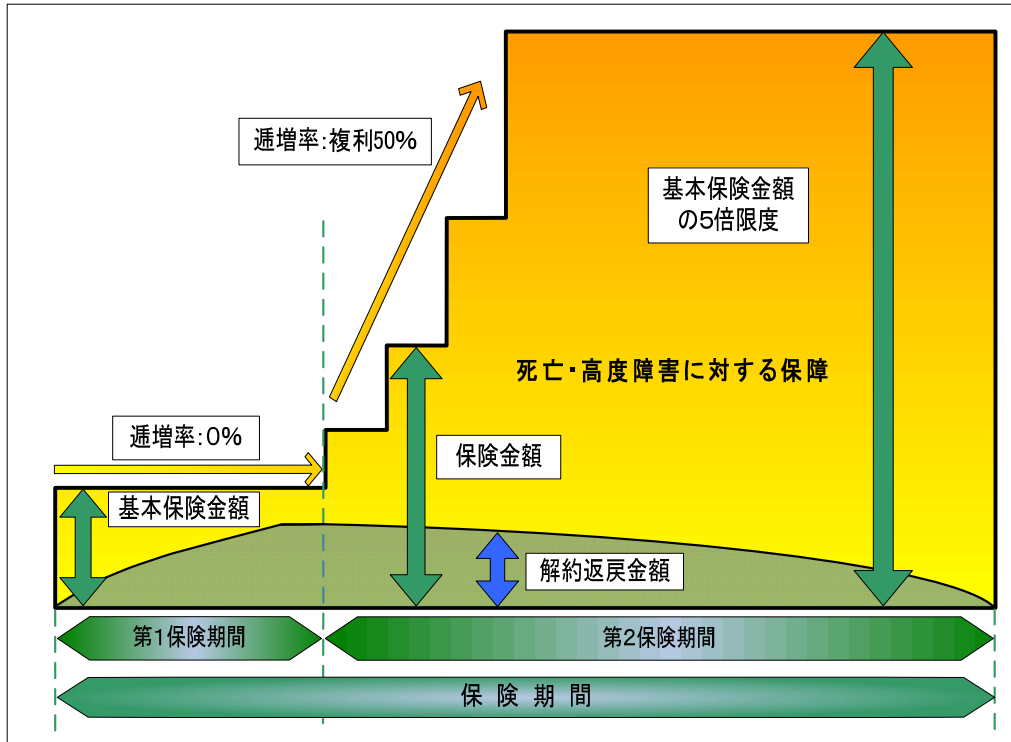 逓増率:複利50%
基本保険金額
の5倍限度
死亡・高度障害に対する保障
逓増率:0%
保険金額
基本保険金額
解約返戻金額
第1保険期間
第2保険期間
保険期間